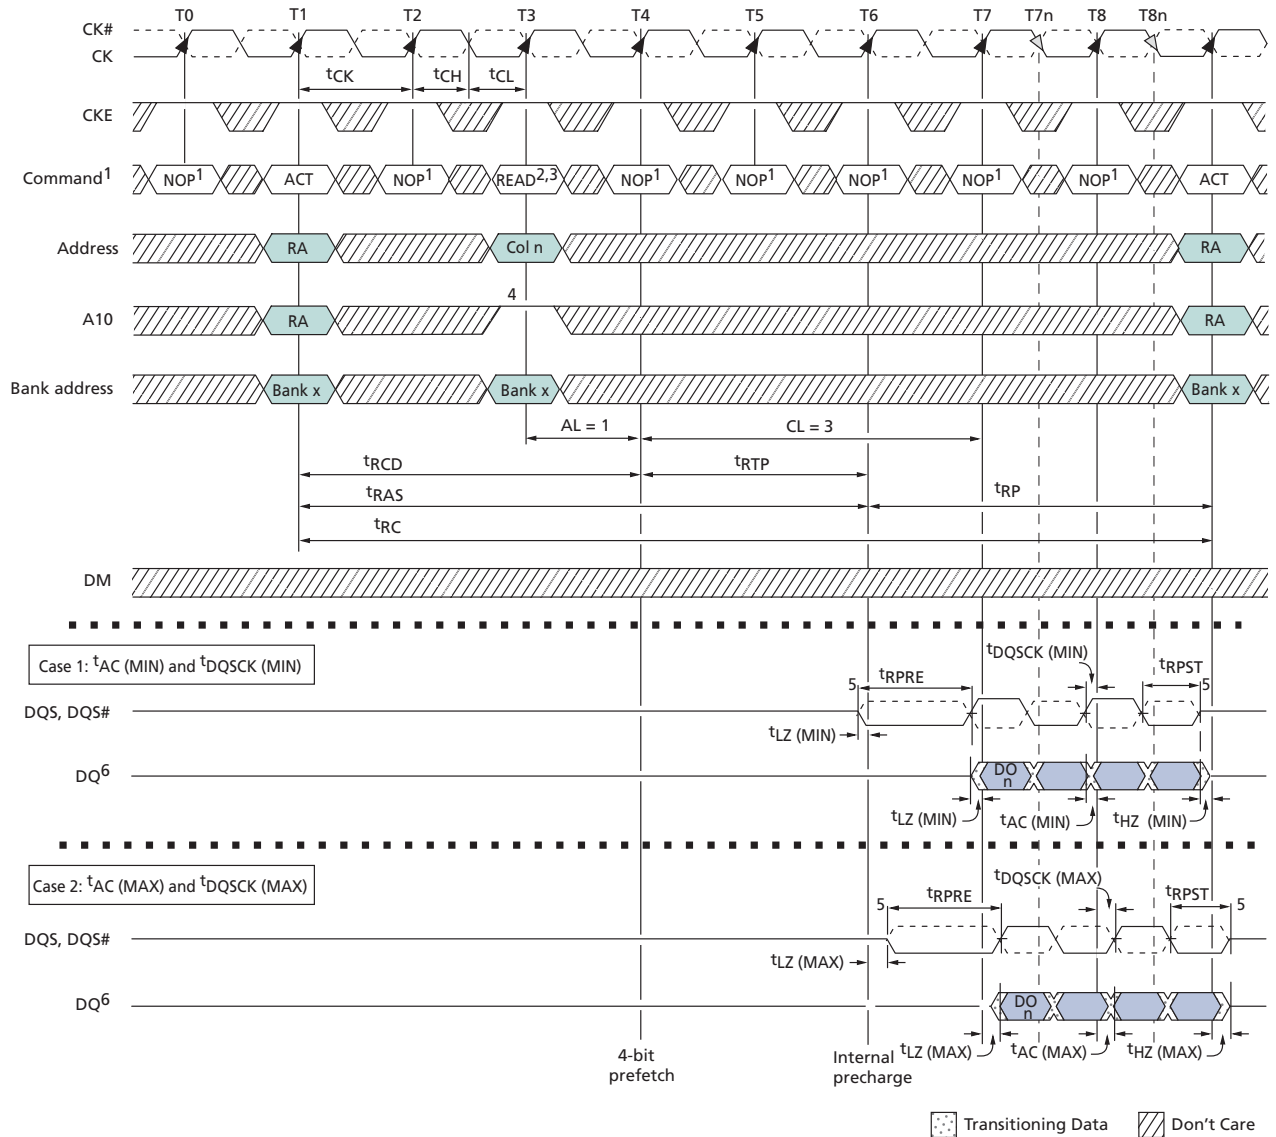 T0 T1 T2 T3 T4 T5 T6 T7 T7n T8 T8n
CK#
CK
tCK tCH tCL
CKE
Command1 NOP1 ACT NOP1 READ2,3 NOP1 NOP1 NOP1 NOP1 NOP1 ACT
Address RA Col n RA
4
A10 RA RA
Bank address Bank x Bank x Bank x
AL = 1 CL = 3
tRCD tRTP
tRAS tRP
tRC
DM
Case 1: tAC (MIN) and tDQSCK (MIN)
tDQSCK (MIN)
5 tRPRE tRPST 5
DQS, DQS#
tLZ (MIN)
DQ6 DO n
tLZ (MIN) tAC (MIN) tHZ (MIN)
Case 2: tAC (MAX) and tDQSCK (MAX)
tDQSCK (MAX)
5 tRPRE tRPST 5
DQS, DQS#
tLZ (MAX)
DQ6 DO n
tLZ (MAX) tAC (MAX) tHZ (MAX)
4-bit
prefetch
Internal
precharge
Transitioning Data Don't Care